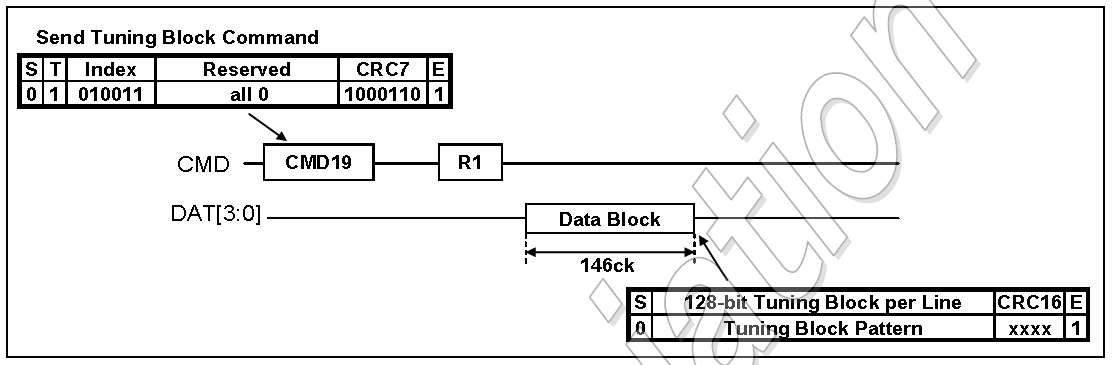 Send Tuning Block Command
S T Index Reserved CRC7 E
0 1 010011 all 0 1000110 1
CMD CMD19 R1
DAT[3:0] Data Block
146ck
S 128-bit Tuning Block per Line CRC16 E
0 Tuning Block Pattern xxxx 1